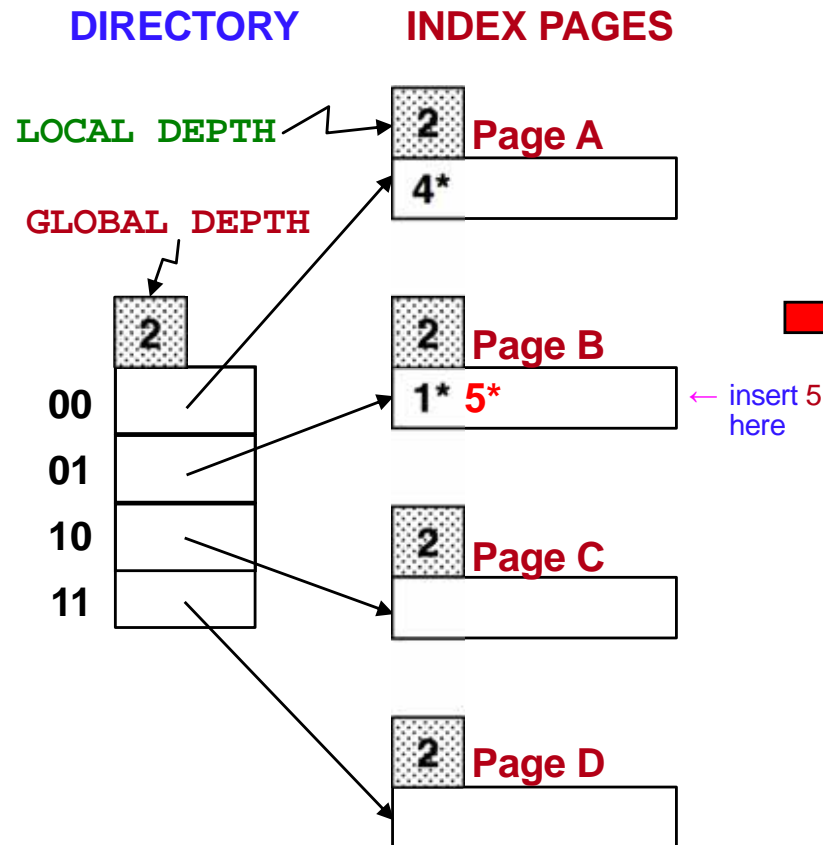 DIRECTORY INDEX PAGES
LOCAL DEPTH
2 Page A
4*
GLOBAL DEPTH
2
2 Page B
00
1* 5*
← insert 5
here
01
10
2 Page C
11
2 Page D